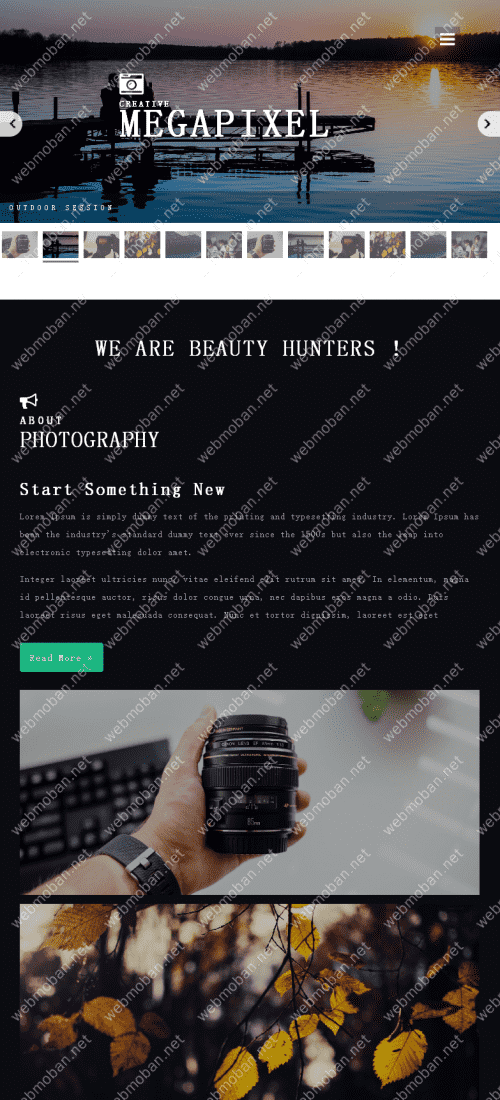 CREATIVE
MEGAPIXEL
OUTDOOR SESSION
WE ARE BEAUTY HUNTERS !
ABOUT
PHOTOGRAPHY
Start Something New
Lorem Ipsum is simply dummy text of the printing and typesetting industry. Lorem Ipsum has
been the industry's standard dummy text ever since the 1500s but also the leap into
electronic typesetting dolor amet.
Integer laoreet ultricies nunc, vitae eleifend elit rutrum sit amet. In elementum, magna
id pellentesque auctor, risus dolor congue urna, nec dapibus eros magna a odio. Duis
laoreet risus eget malesuada consequat. Nunc et tortor dignissim, laoreet est eget
Read More »
webmoban.net